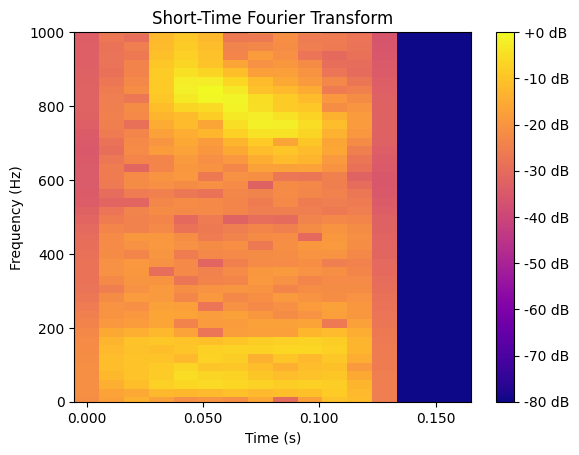 Short-Time Fourier Transform
1000
800
600
400
200
0
Frequency (Hz)
0.000
0.050
0.100
0.150
Time (s)
+0 dB
-10 dB
-20 dB
-30 dB
-40 dB
-50 dB
-60 dB
-70 dB
-80 dB